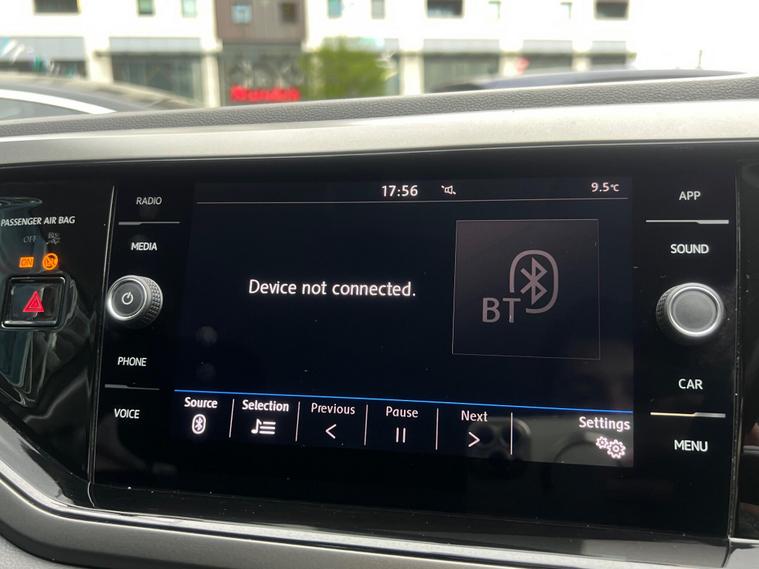 17:56
9.5°C
RADIO
APP
PASSENGER AIR BAG
OFF
ON
MEDIA
SOUND
Device not connected.
BT
PHONE
CAR
VOICE
MENU
Source
Selection
Previous
Pause
Next
Settings